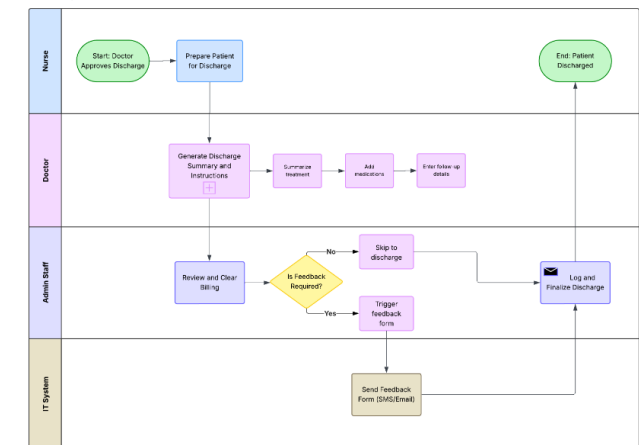 Nurse
Start: Doctor
Approves Discharge
Prepare Patient
for Discharge
End: Patient
Discharged
Doctor
Generate Discharge
Summary and
Instructions
Summarize
treatment
Add
medications
Enter follow-up
details
Admin Staff
Review and Clear
Billing
Is Feedback
Required?
No
Skip to
discharge
Yes
Trigger
feedback
form
Log and
Finalize Discharge
IT System
Send Feedback
Form (SMS/Email)